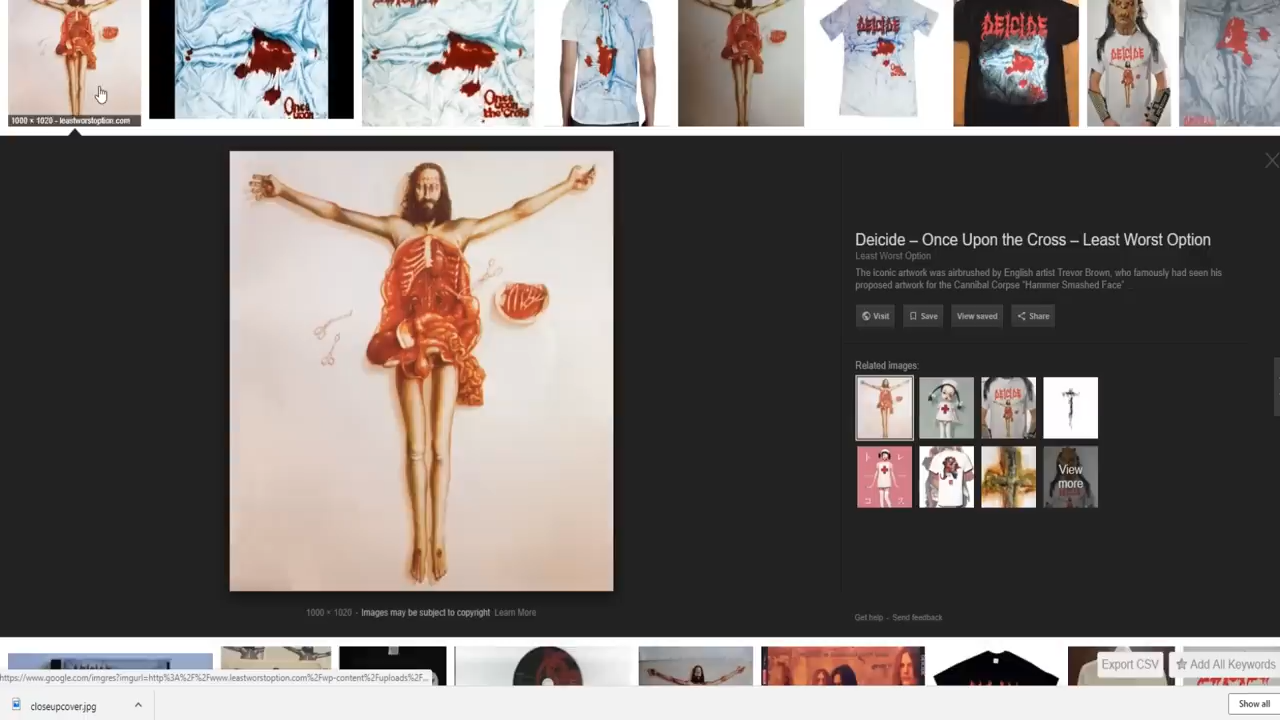 DEICIDE
DEICIDE
DEICIDE
1000 × 1020 - leastworstoption.com
Once
upon
Once
upon
the Cross
Deicide – Once Upon the Cross – Least Worst Option
Least Worst Option
The iconic artwork was airbrushed by English artist Trevor Brown, who famously had seen his
proposed artwork for the Cannibal Corpse "Hammer Smashed Face"
Visit
Save
View saved
Share
Related images:
DEICIDE
View
more
1000 × 1020 - Images may be subject to copyright Learn More
Get help - Send feedback
Export CSV
Add All Keywords
https://www.google.com/imgres?imgurl=http%3A%2F%2Fwww.leastworstoption.com%2Fwp-content%2Fuploads%2F...
closeupcover.jpg
Show all